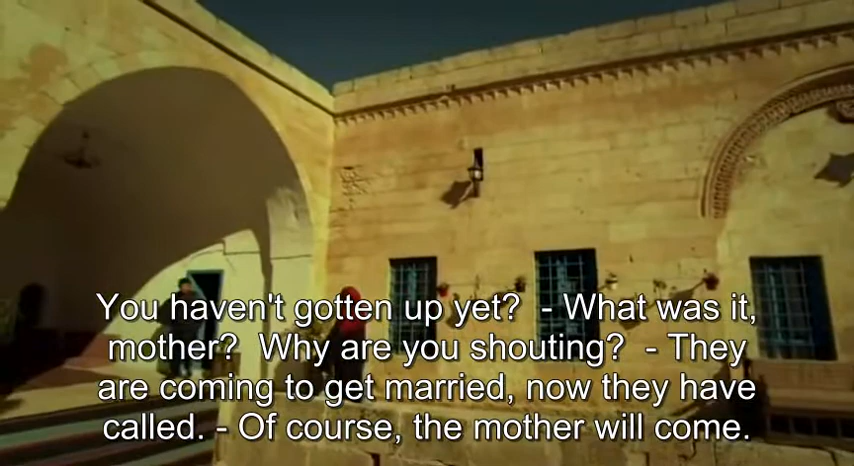 You haven't gotten up yet?  - What was it,
mother?  Why are you shouting?  - They
are coming to get married, now they have
called. - Of course, the mother will come.